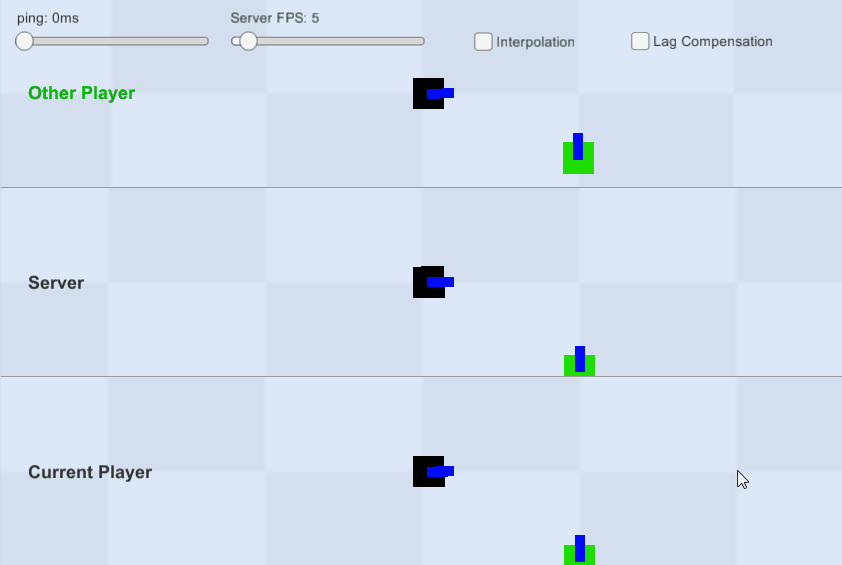 ping: 0ms
Server FPS: 5
Interpolation
Lag Compensation
Other Player
Server
Current Player